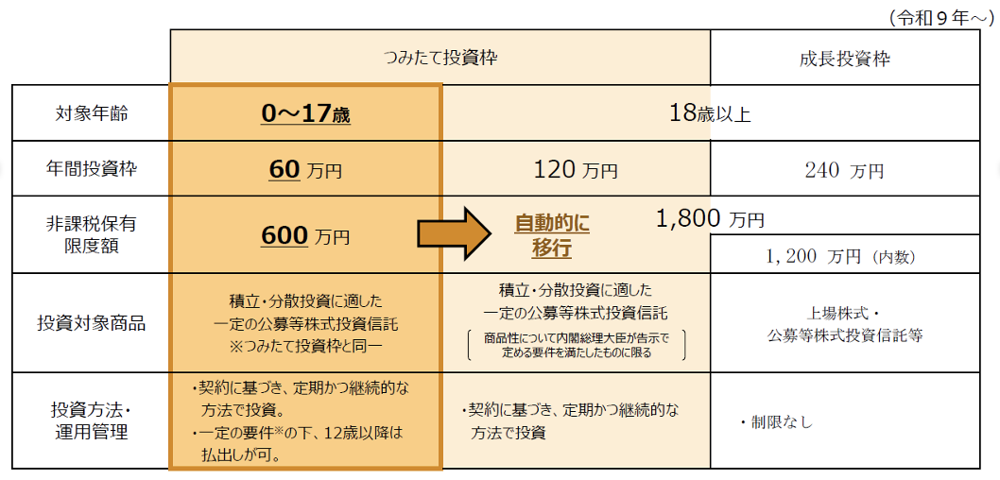 （令和９年～）
つみたて投資枠
成長投資枠
対象年齢
0～17歳
18歳以上
年間投資枠
60 万円
120 万円
240 万円
非課税保有
限度額
600 万円
自動的に
移行
1,800 万円
1,200 万円（内数）
投資対象商品
積立・分散投資に適した
一定の公募等株式投資信託
※つみたて投資枠と同一
積立・分散投資に適した
一定の公募等株式投資信託
商品性について内閣総理大臣が告示で
定める要件を満たしたものに限る
上場株式・
公募等株式投資信託等
投資方法・
運用管理
・契約に基づき、定期かつ継続的な
方法で投資。
・一定の要件※の下、12歳以降は
払出しが可。
・契約に基づき、定期かつ継続的な
方法で投資
・制限なし